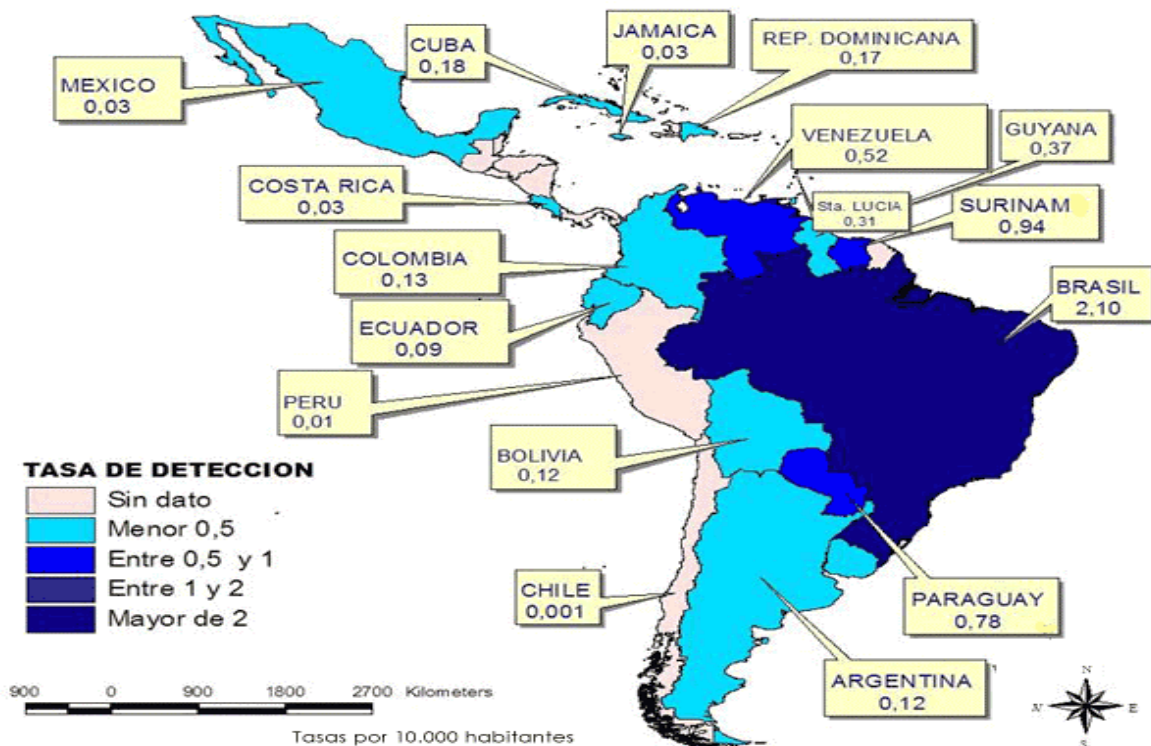 JAMAICA
0,03
REP. DOMINICANA
0,17
CUBA
0,18
MEXICO
0,03
VENEZUELA
0,52
GUYANA
0,37
COSTA RICA
0,03
Sta. LUCIA
0,31
SURINAM
0,94
COLOMBIA
0,13
BRASIL
2,10
ECUADOR
0,09
PERU
0,01
BOLIVIA
0,12
TASA DE DETECCION
Sin dato
Menor 0,5
Entre 0,5 y 1
Entre 1 y 2
Mayor de 2
CHILE
0,001
PARAGUAY
0,78
ARGENTINA
0,12
900 0 900 1800 2700 Kilometers
Tasas por 10.000 habitantes
N
E
S